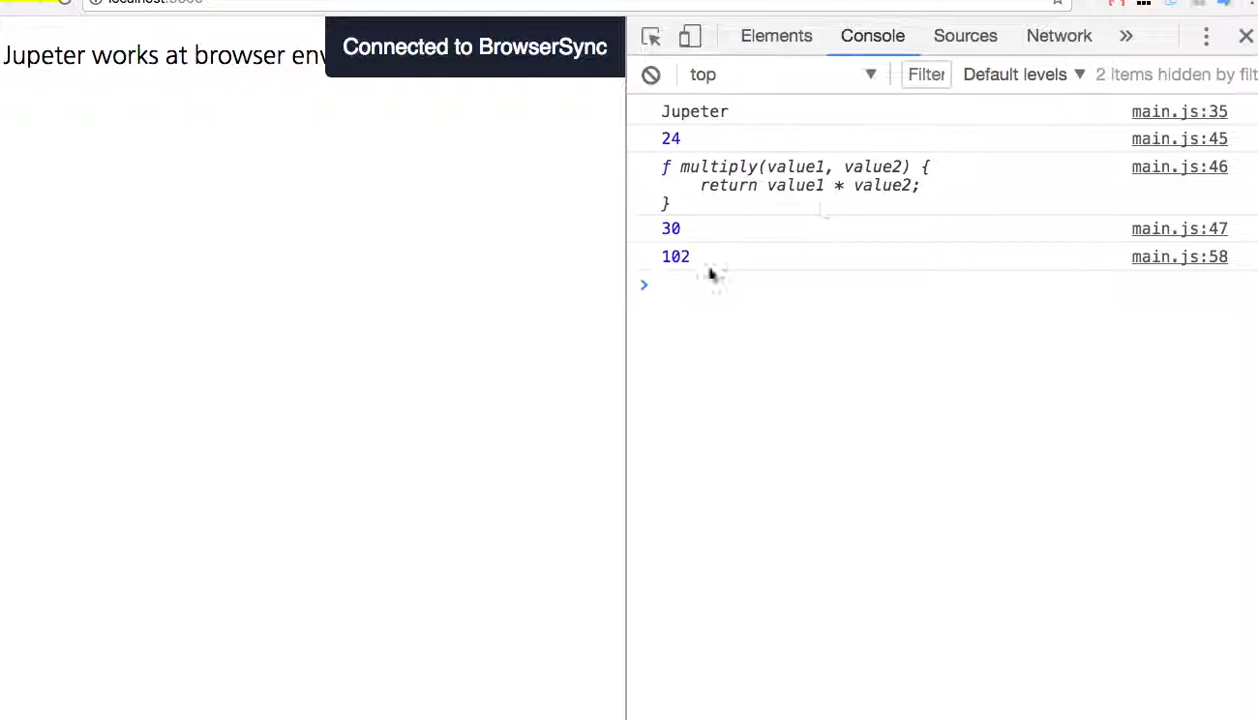 Jupeter works at browser env
Connected to BrowserSync
Elements Console Sources Network »
top ▼ Filter Default levels ▼ 2 items hidden by filt
Jupeter main.js:35
24 main.js:45
ƒ multiply(value1, value2) { main.js:46
return value1 * value2;
}
30 main.js:47
102 main.js:58
>